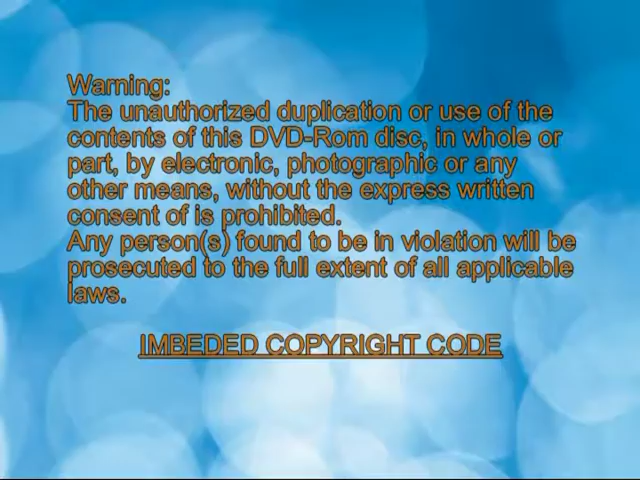 Warning:
The unauthorized duplication or use of the
contents of this DVD-Rom disc, in whole or
part, by electronic, photographic or any
other means, without the express written
consent of is prohibited.
Any person(s) found to be in violation will be
prosecuted to the full extent of all applicable
laws.
IMBEDED COPYRIGHT CODE